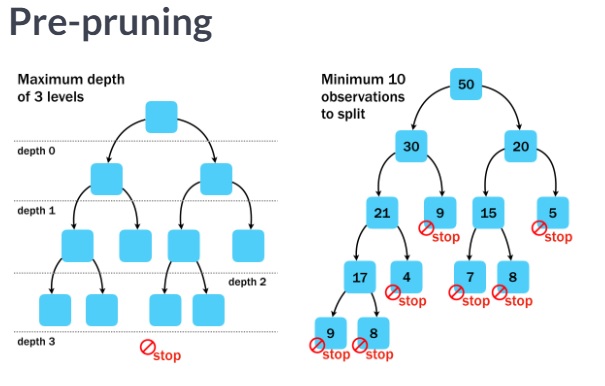 Pre-pruning
Maximum depth
of 3 levels
depth 0
depth 1
depth 2
depth 3
stop
Minimum 10
observations
to split
50
30
20
21
9
stop
15
5
stop
17
4
stop
7
stop
8
stop
9
stop
8
stop